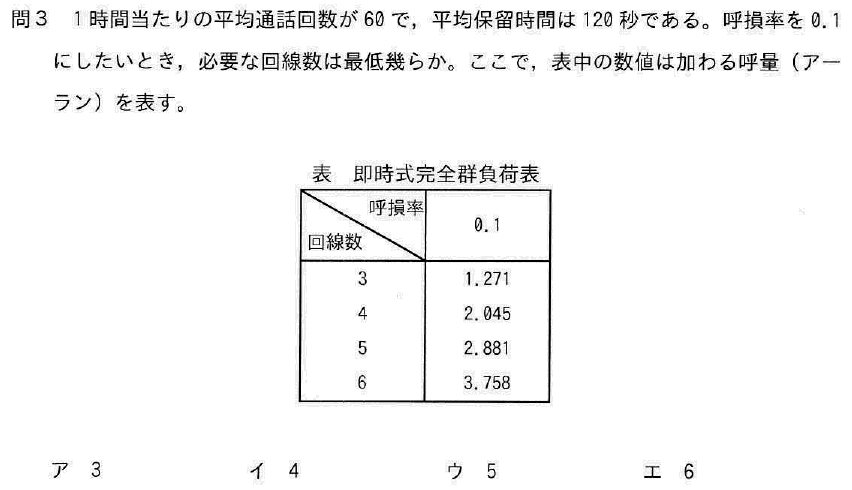 問3 1時間当たりの平均通話回数が60で，平均保留時間は120秒である。呼損率を0.1
にしたいとき，必要な回線数は最低幾らか。ここで，表中の数値は加わる呼量（アー
ラン）を表す。
表 即時式完全群負荷表
呼損率
0.1
回線数
3 1.271
4 2.045
5 2.881
6 3.758
ア 3 イ 4 ウ 5 エ 6